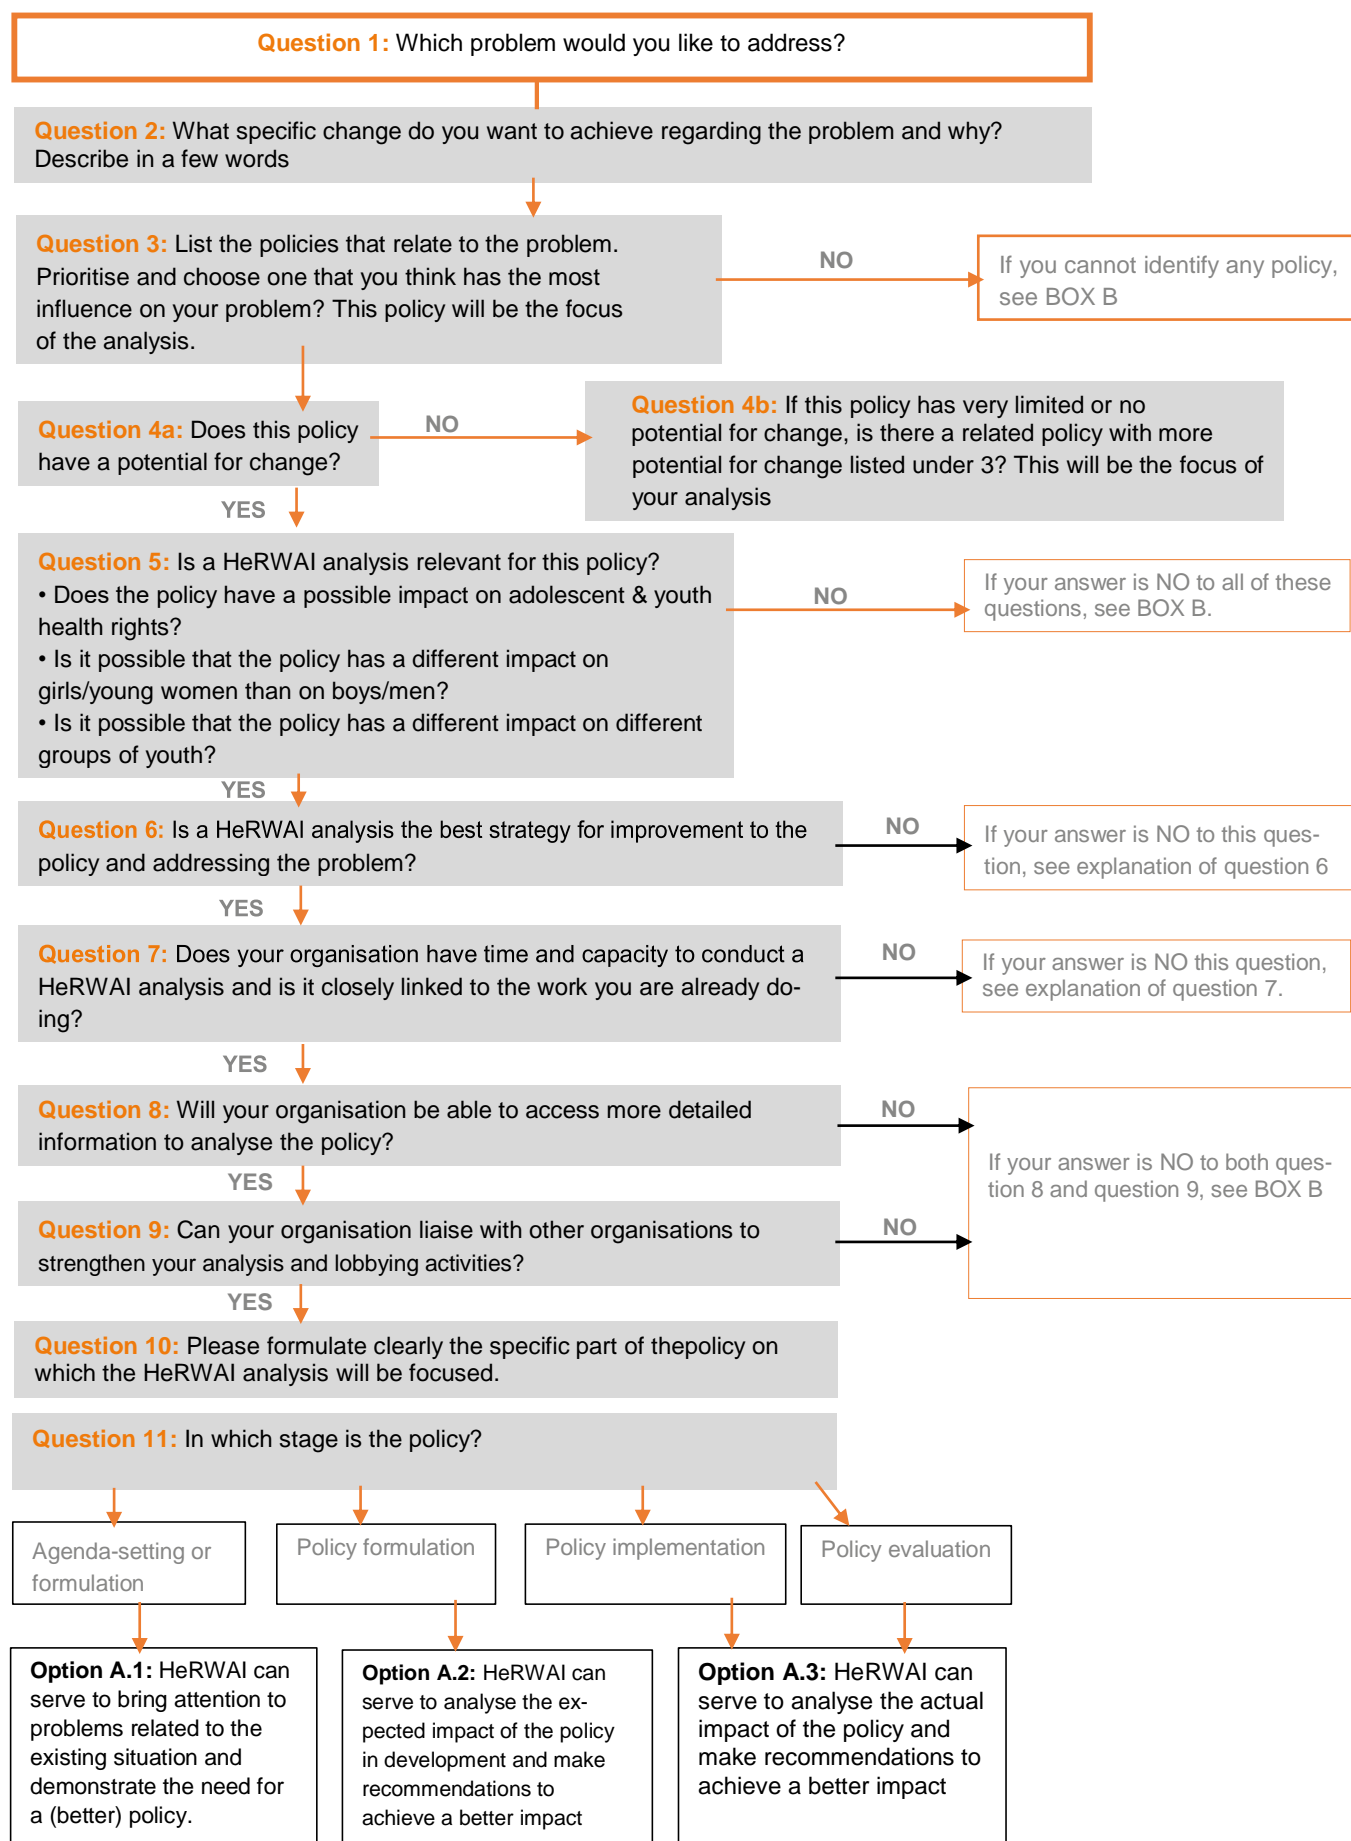 Question 1: Which problem would you like to address?
Question 2: What specific change do you want to achieve regarding the problem and why?
Describe in a few words
Question 3: List the policies that relate to the problem.
Prioritise and choose one that you think has the most
influence on your problem? This policy will be the focus
of the analysis.
NO
If you cannot identify any policy,
see BOX B
Question 4a: Does this policy
have a potential for change?
NO
Question 4b: If this policy has very limited or no
potential for change, is there a related policy with more
potential for change listed under 3? This will be the focus of
your analysis
YES
Question 5: Is a HeRWAI analysis relevant for this policy?
• Does the policy have a possible impact on adolescent & youth
health rights?
• Is it possible that the policy has a different impact on
girls/young women than on boys/men?
• Is it possible that the policy has a different impact on different
groups of youth?
NO
If your answer is NO to all of these
questions, see BOX B.
YES
Question 6: Is a HeRWAI analysis the best strategy for improvement to the
policy and addressing the problem?
NO
If your answer is NO to this ques-
tion, see explanation of question 6
YES
Question 7: Does your organisation have time and capacity to conduct a
HeRWAI analysis and is it closely linked to the work you are already do-
ing?
NO
If your answer is NO this question,
see explanation of question 7.
YES
Question 8: Will your organisation be able to access more detailed
information to analyse the policy?
NO
YES
Question 9: Can your organisation liaise with other organisations to
strengthen your analysis and lobbying activities?
NO
If your answer is NO to both ques-
tion 8 and question 9, see BOX B
YES
Question 10: Please formulate clearly the specific part of thepolicy on
which the HeRWAI analysis will be focused.
Question 11: In which stage is the policy?
Agenda-setting or
formulation
Policy formulation
Policy implementation
Policy evaluation
Option A.1: HeRWAI can
serve to bring attention to
problems related to the
existing situation and
demonstrate the need for
a (better) policy.
Option A.2: HeRWAI can
serve to analyse the ex-
pected impact of the policy
in development and make
recommendations to
achieve a better impact
Option A.3: HeRWAI can
serve to analyse the actual
impact of the policy and
make recommendations to
achieve a better impact